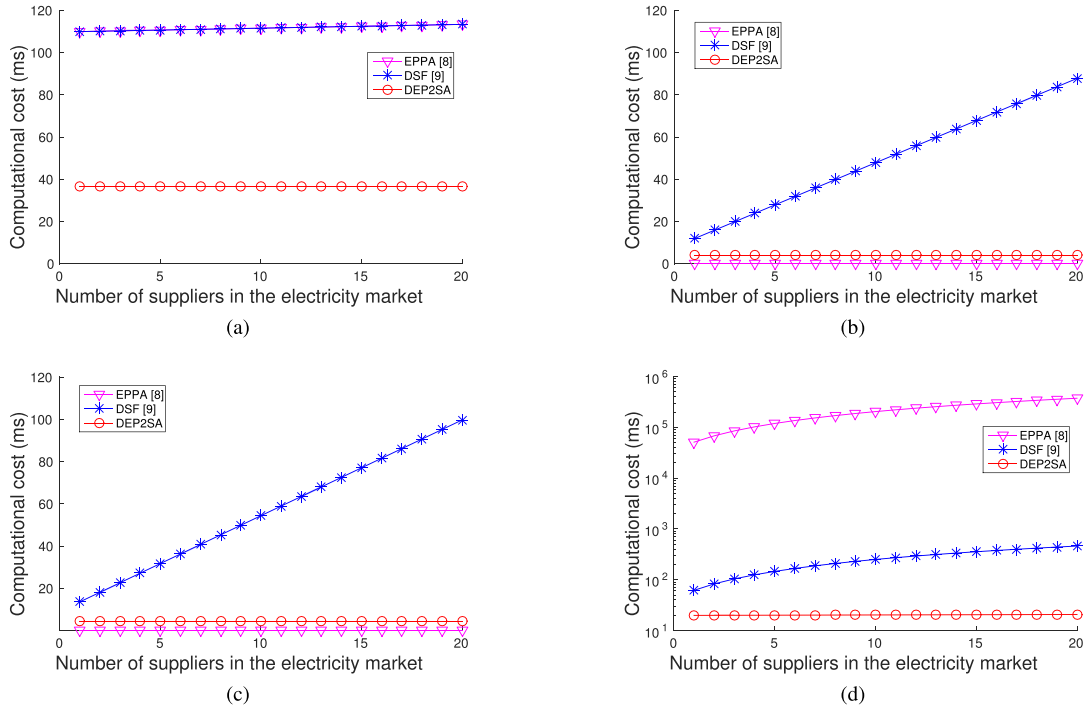 120
100
80
60
40
20
0
Computational cost (ms)
EPPA [8]
DSF [9]
DEP2SA
0 5 10 15 20
Number of suppliers in the electricity market
(a)
120
100
80
60
40
20
0
Computational cost (ms)
EPPA [8]
DSF [9]
DEP2SA
0 5 10 15 20
Number of suppliers in the electricity market
(b)
120
100
80
60
40
20
Computational cost (ms)
EPPA [8]
DSF [9]
DEP2SA
0 5 10 15 20
Number of suppliers in the electricity market
(c)
10^6
10^5
10^4
10^3
10^2
10^1
Computational cost (ms)
EPPA [8]
DSF [9]
DEP2SA
0 5 10 15 20
Number of suppliers in the electricity market
(d)